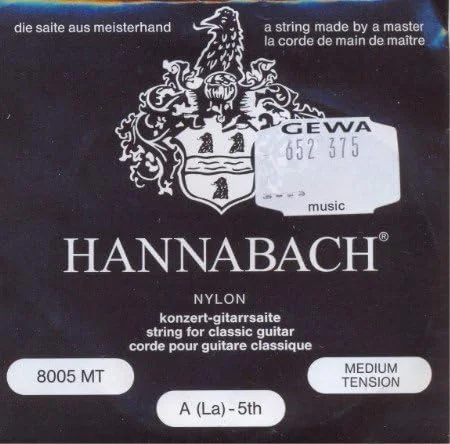 die saite aus meisterhand
a string made by a master
la corde de main de maître
GEWA
652 375
music
HANNABACH®
NYLON
konzert-gitarrsaite
string for classic guitar
corde pour guitare classique
8005 MT
MEDIUM
TENSION
A (La) - 5th